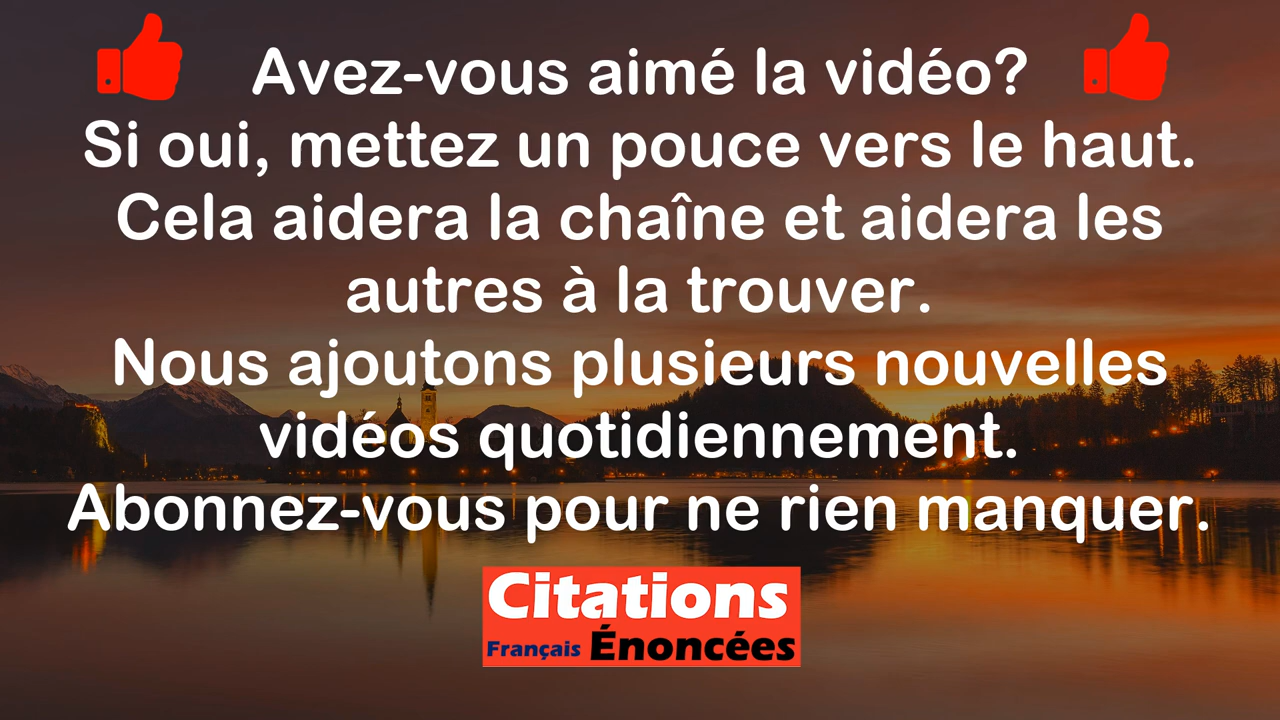 Avez-vous aimé la vidéo?
Si oui, mettez un pouce vers le haut.
Cela aidera la chaîne et aidera les
autres à la trouver.
Nous ajoutons plusieurs nouvelles
vidéos quotidiennement.
Abonnez-vous pour ne rien manquer.
Citations
Français Énoncées